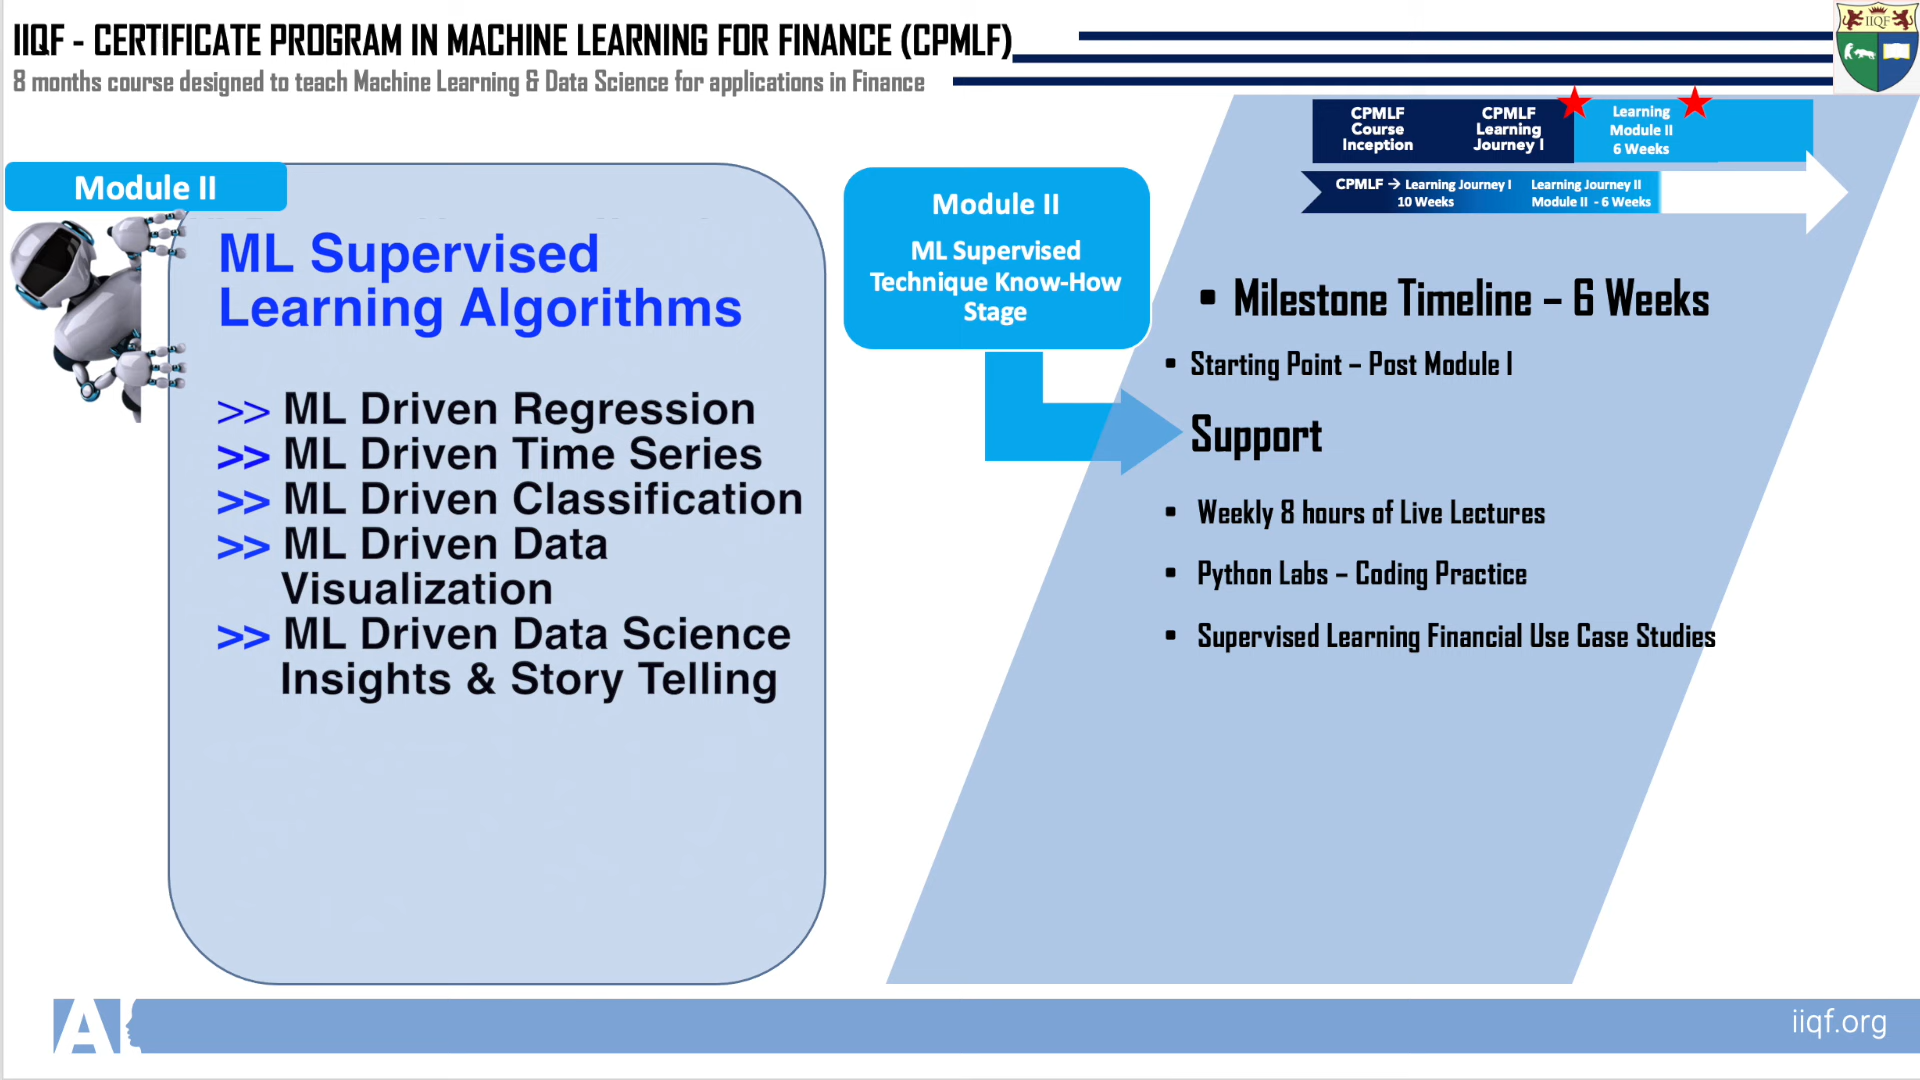 IIQF - CERTIFICATE PROGRAM IN MACHINE LEARNING FOR FINANCE (CPMLF)
8 months course designed to teach Machine Learning & Data Science for applications in Finance
IIQF
CPMLF
Course
Inception
CPMLF
Learning
Journey I
Learning
Module II
6 Weeks
CPMLF → Learning Journey I
10 Weeks
Learning Journey II
Module II - 6 Weeks
Module II
ML Supervised
Learning Algorithms
>> ML Driven Regression
>> ML Driven Time Series
>> ML Driven Classification
>> ML Driven Data
Visualization
>> ML Driven Data Science
Insights & Story Telling
Module II
ML Supervised
Technique Know-How
Stage
▪ Milestone Timeline – 6 Weeks
▪ Starting Point – Post Module I
Support
▪ Weekly 8 hours of Live Lectures
▪ Python Labs – Coding Practice
▪ Supervised Learning Financial Use Case Studies
AI
iiqf.org